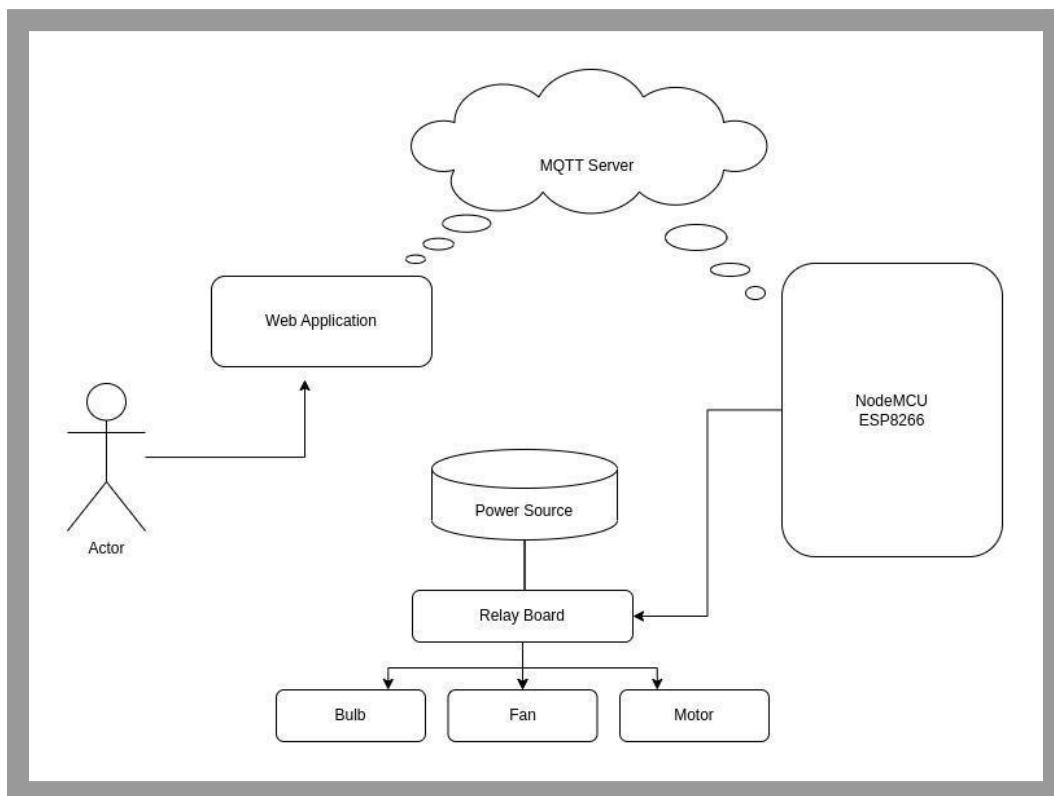 MQTT Server
Web Application
NodeMCU
ESP8266
Power Source
Actor
Relay Board
Bulb
Fan
Motor